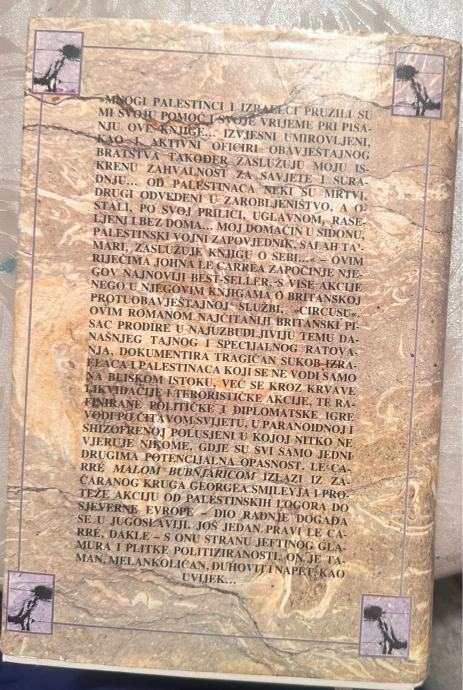 »MNOGI PALESTINCI I IZRAELCI PRUŽILI SU
MI SVOJU POMOĆ I SVOJE VRIJEME PRI PISA-
NJU OVE KNJIGE... IZVJESNI UMIROVLJENI,
KAO I AKTIVNI OFICIRI OBAVJEŠTAJNOG
BRATSTVA TAKOĐER ZASLUŽUJU MOJU IS-
KRENU ZAHVALNOST ZA SAVJETE I SURA-
DNJU... OD PALESTINACA NEKI SU MRTVI,
DRUGI ODVEDENI U ZAROBLJENIŠTVO, A O-
STALI, PO SVOJ PRILICI, UGLAVNOM, RASE-
LJENI I BEZ DOMA... MOJ DOMAĆIN U SIDONU,
PALESTINSKI VOJNI ZAPOVJEDNIK, SALAH TA'-
MARI, ZASLUŽUJE KNJIGU O SEBI...« – OVIM
RIJEČIMA JOHNA LE CARRÉA ZAPOČINJE NJE-
GOV NAJNOVIJI BEST-SELLER, S VIŠE AKCIJE
NEGO U NJEGOVIM KNJIGAMA O BRITANSKOJ
PROTUOBAVJEŠTAJNOJ SLUŽBI, »CIRCUSU«.
OVIM ROMANOM NAJČITANIJI BRITANSKI PI-
SAC PRODIRE U NAJUZBUDLJIVIJU TEMU DA-
NAŠNJEG TAJNOG I SPECIJALNOG RATOVA-
NJA, DOKUMENTIRA TRAGIČAN SUKOB IZRA-
ELACA I PALESTINACA KOJI SE NE VODI SAMO
NA BLISKOM ISTOKU, VEĆ SE KROZ KRVAVE
LIKVIDACIJE I TERORISTIČKE AKCIJE, TE RA-
FINIRANE POLITIČKE I DIPLOMATSKE IGRE
VODI PO ČITAVOM SVIJETU, U PARANOIDNOJ I
SHIZOFRENOJ POLUSJENI U KOJOJ NITKO NE
VJERUJE NIKOME, GDJE SU SVI SAMO JEDNI
DRUGIMA POTENCIJALNA OPASNOST. LE CA-
RRÉ MALOM BUBNJARICOM IZLAZI IZ ZA-
ČARANOG KRUGA GEORGEA SMILEYJA I PRO-
TEŽE AKCIJU OD PALESTINSKIH LOGORA DO
SJEVERNE EVROPE – DIO RADNJE DOGAĐA
SE U JUGOSLAVIJI. JOŠ JEDAN PRAVI LE CA-
RRÉ, DAKLE – S ONU STRANU JEFTINOG GLA-
MURA I PLITKE POLITIZIRANOSTI. ON JE TA-
MAN, MELANKOLIČAN, DUHOVIT I NAPET, KAO
UVIJEK...